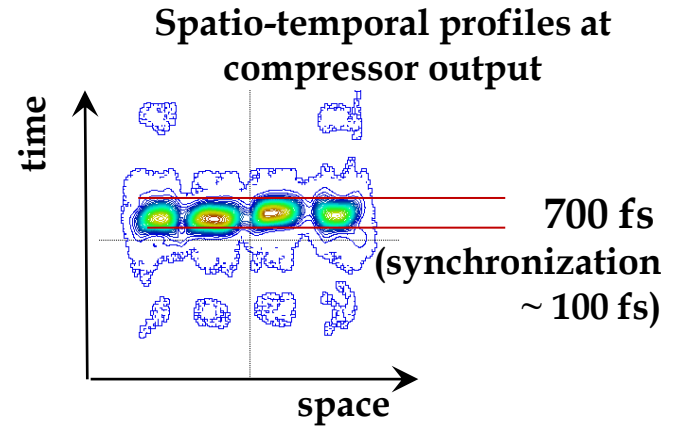 Spatio-temporal profiles at
compressor output
time
700 fs
(synchronization
~ 100 fs)
space